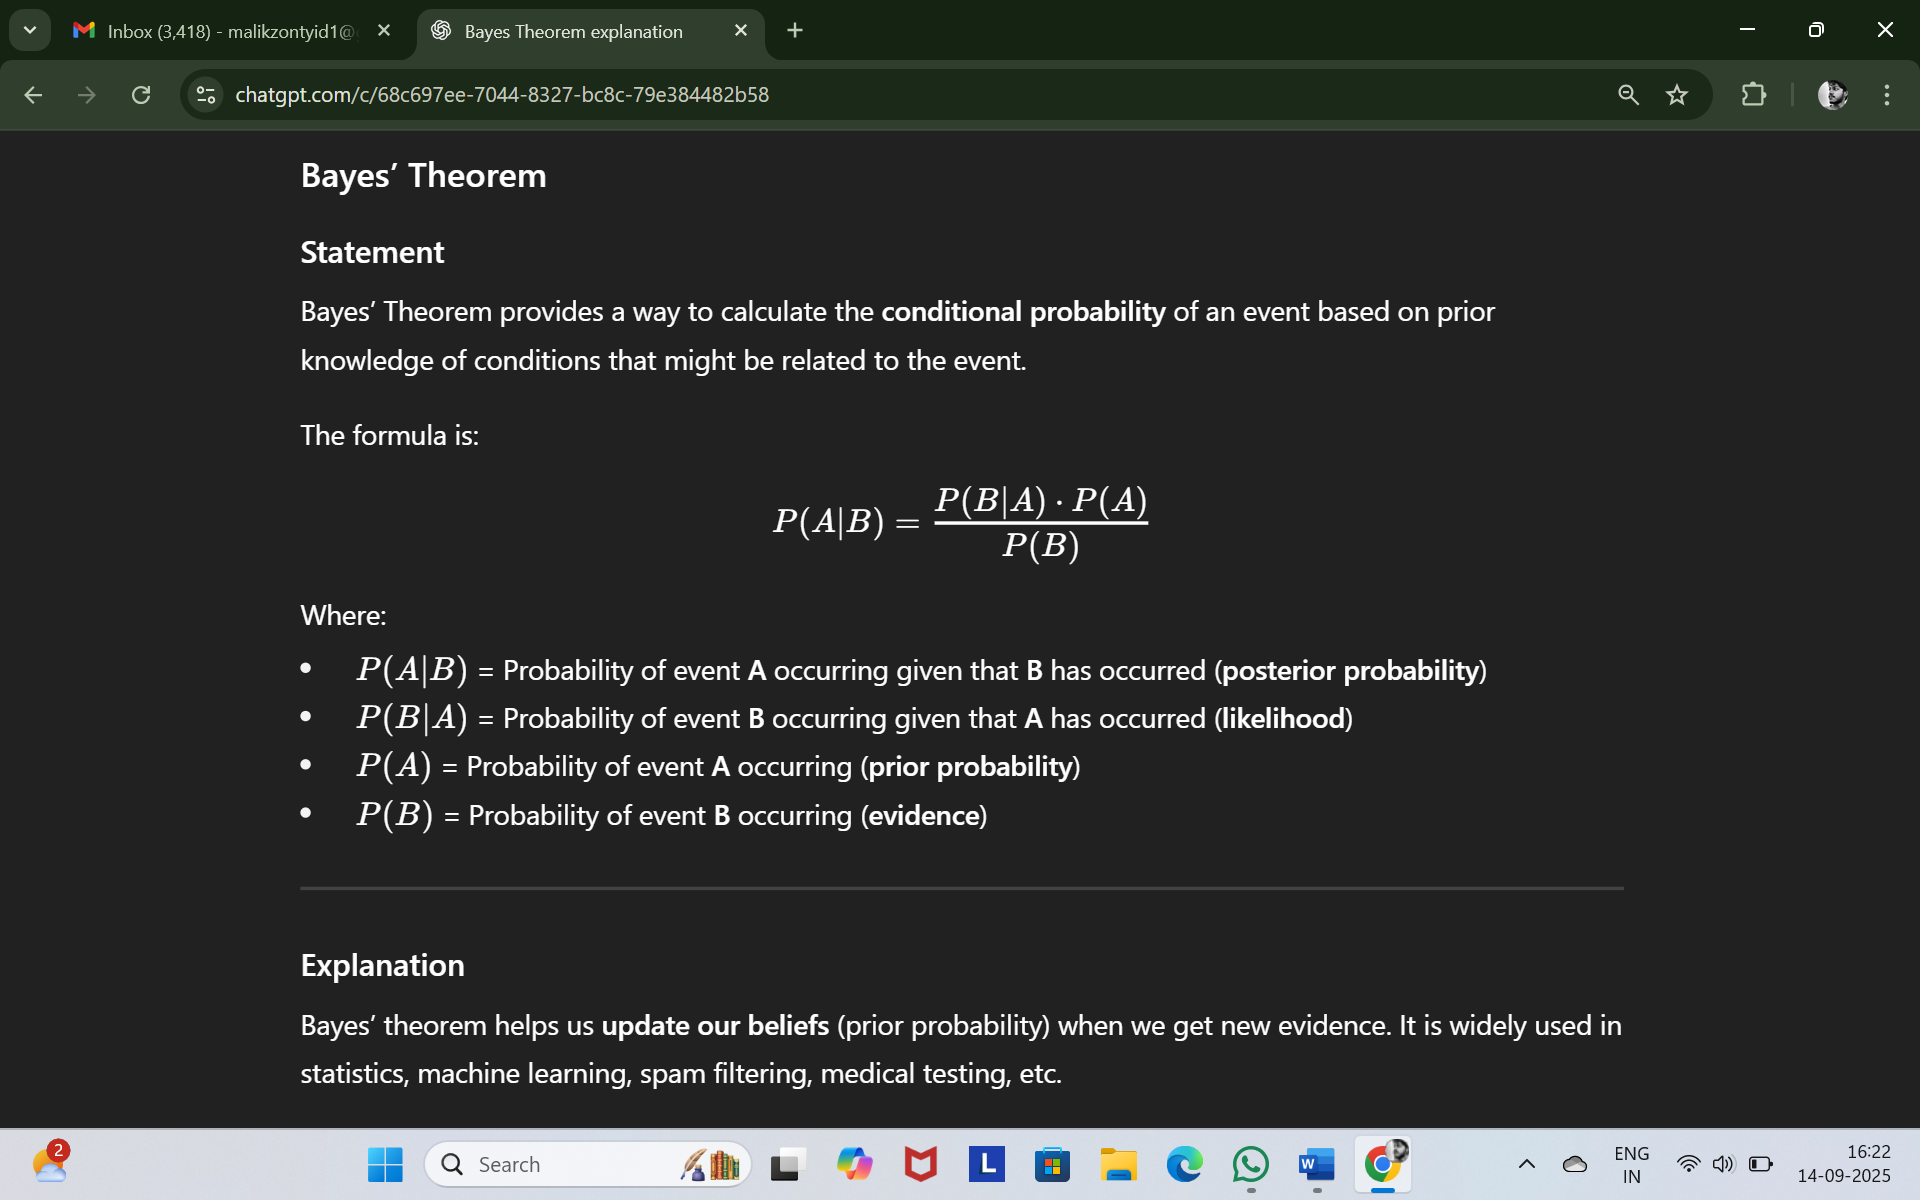 Inbox (3,418) - malikzontyid1@
Bayes Theorem explanation
chatgpt.com/c/68c697ee-7044-8327-bc8c-79e384482b58
Bayes’ Theorem
Statement
Bayes’ Theorem provides a way to calculate the conditional probability of an event based on prior
knowledge of conditions that might be related to the event.
The formula is:
P(A|B) = P(B|A) · P(A) / P(B)
Where:
• P(A|B) = Probability of event A occurring given that B has occurred (posterior probability)
• P(B|A) = Probability of event B occurring given that A has occurred (likelihood)
• P(A) = Probability of event A occurring (prior probability)
• P(B) = Probability of event B occurring (evidence)
Explanation
Bayes’ theorem helps us update our beliefs (prior probability) when we get new evidence. It is widely used in
statistics, machine learning, spam filtering, medical testing, etc.
2
Search
L
W
ENG
IN
16:22
14-09-2025